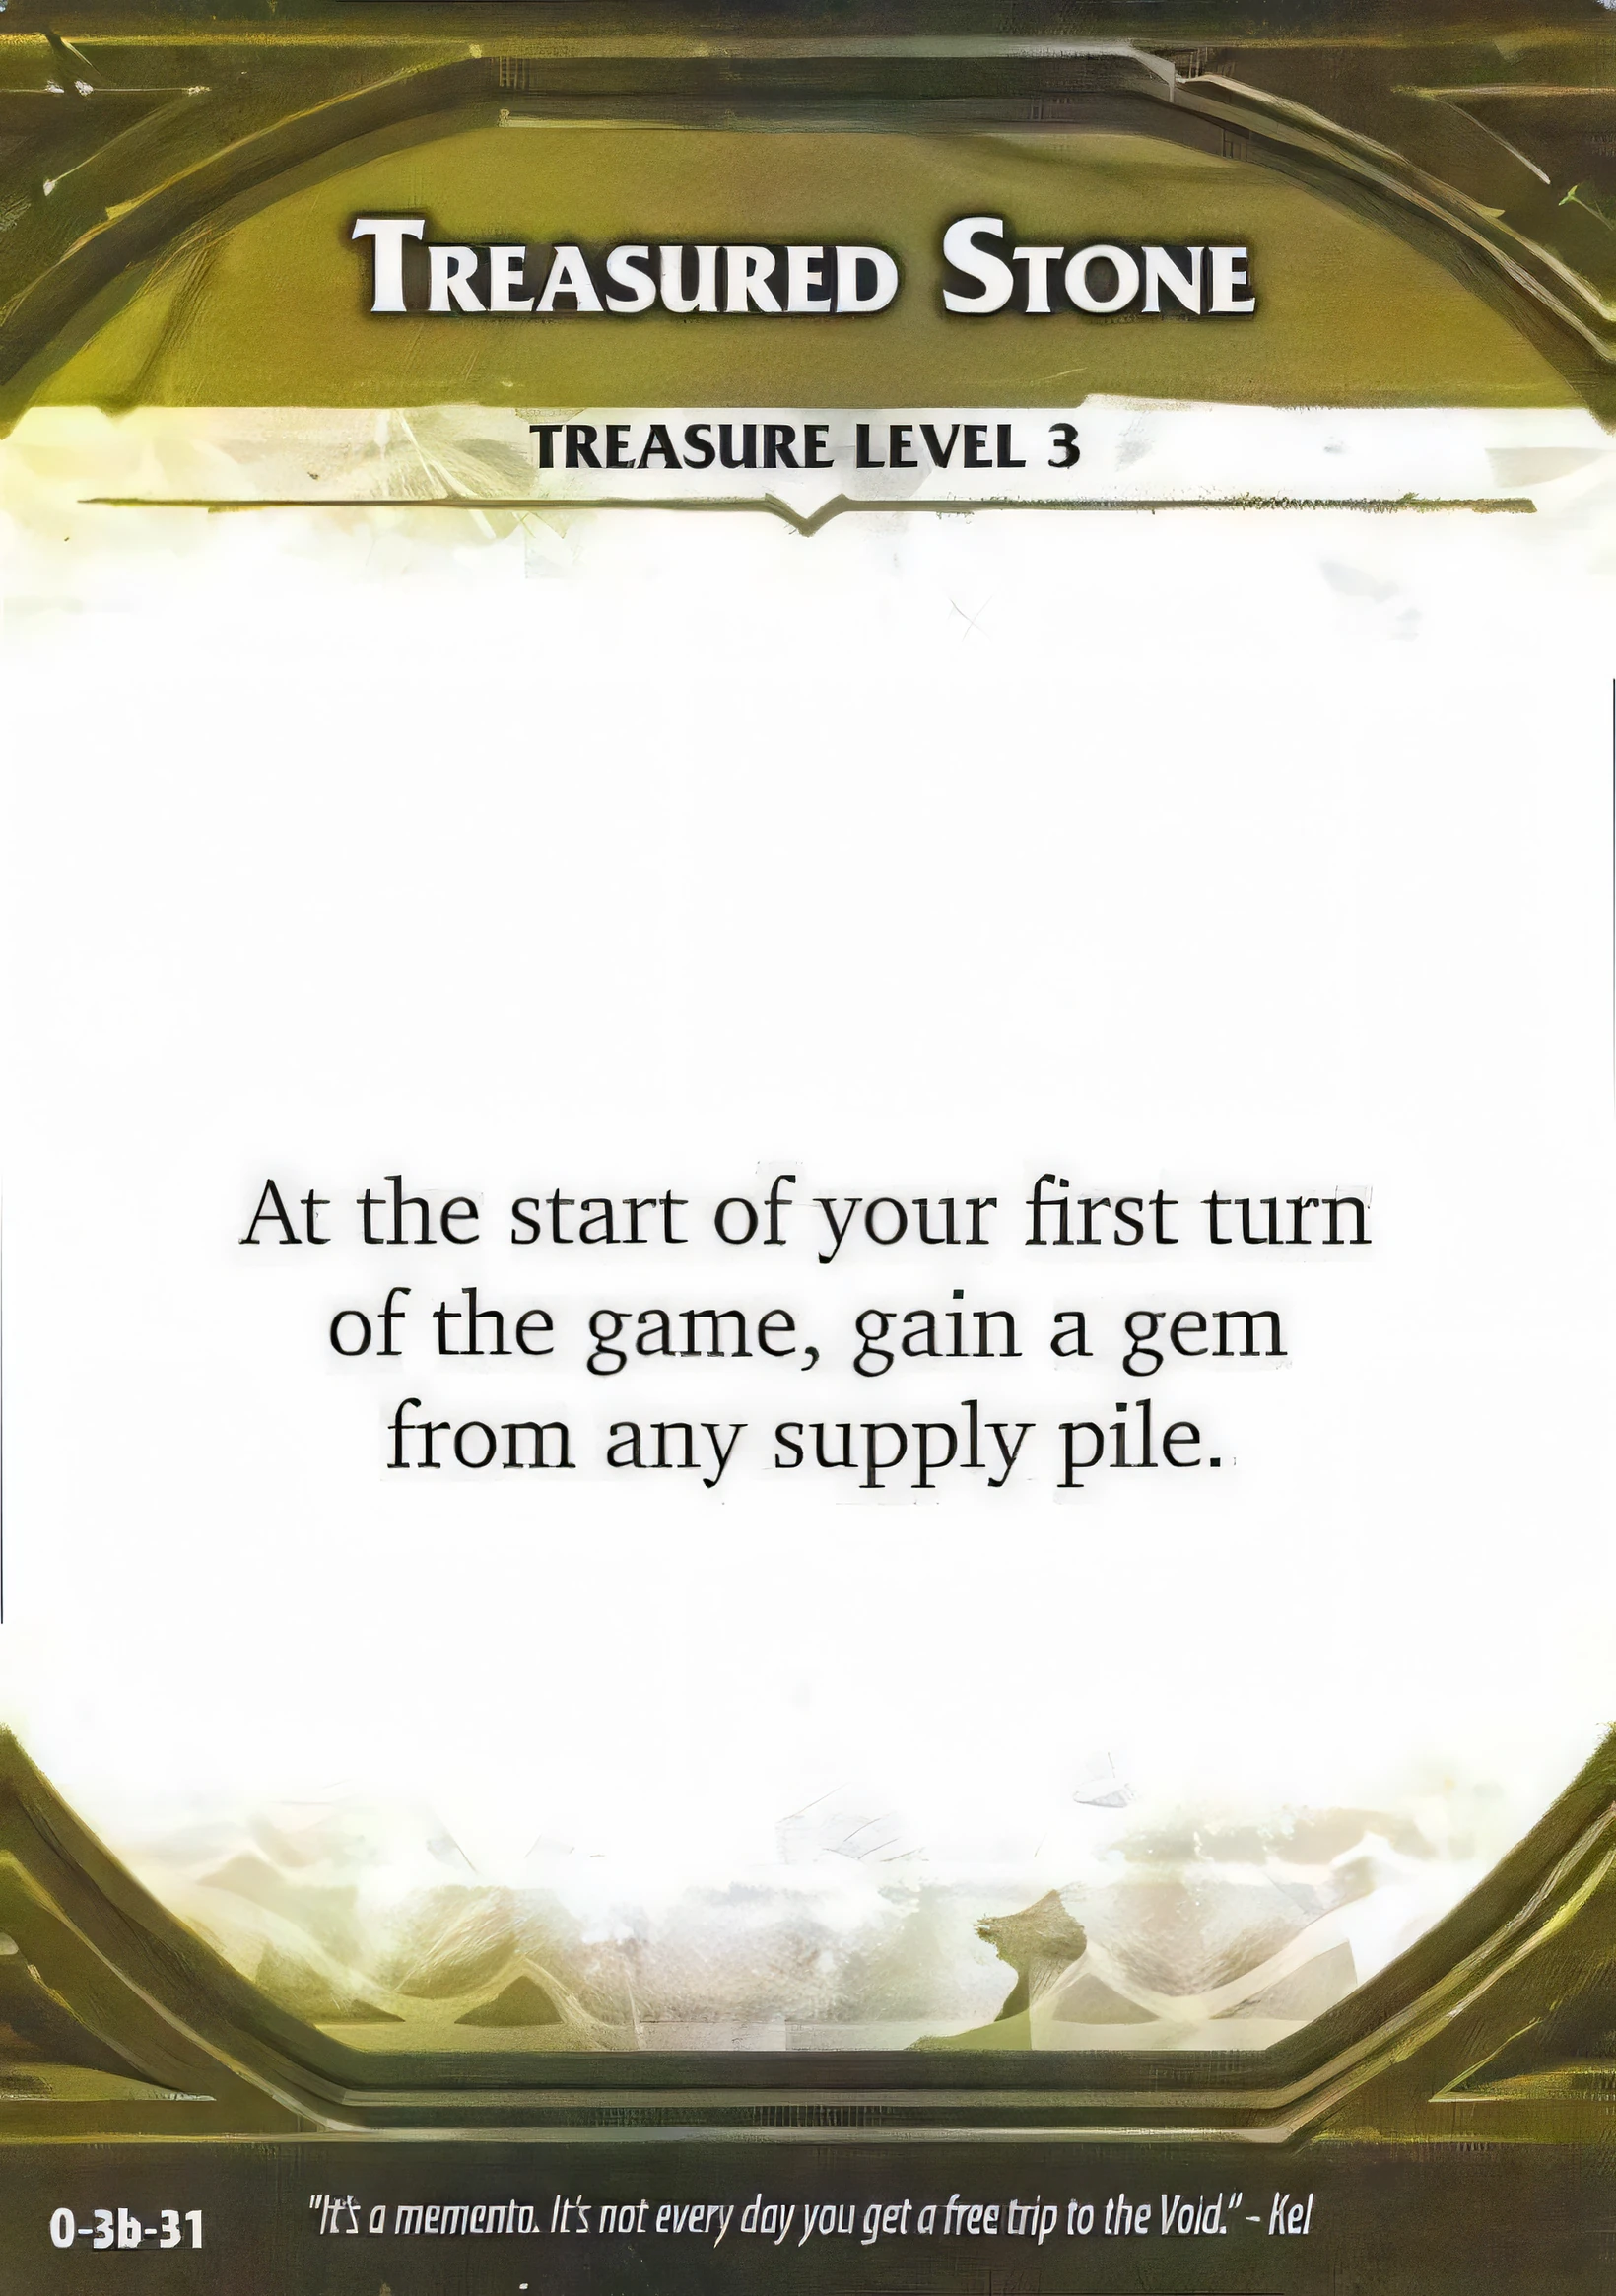 Treasured Stone
TREASURE LEVEL 3
At the start of your first turn
of the game, gain a gem
from any supply pile.
0-3b-31 "It's a memento. It's not every day you get a free trip to the Void." - Kel